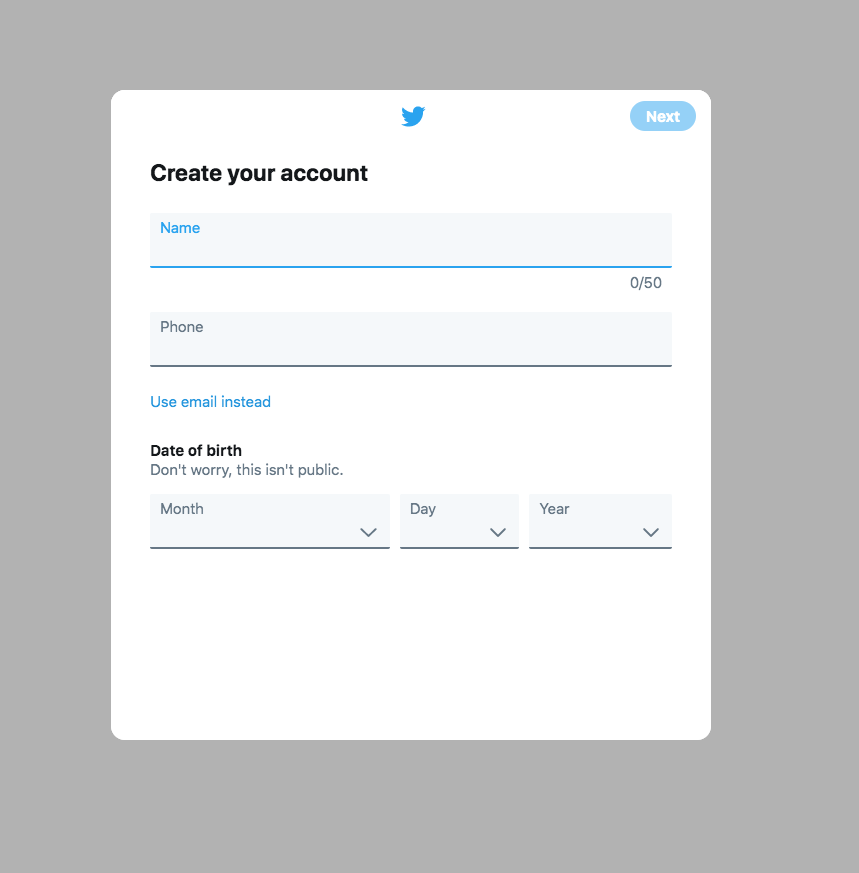 Next
Create your account
Name
0/50
Phone
Use email instead
Date of birth
Don't worry, this isn't public.
Month Day Year